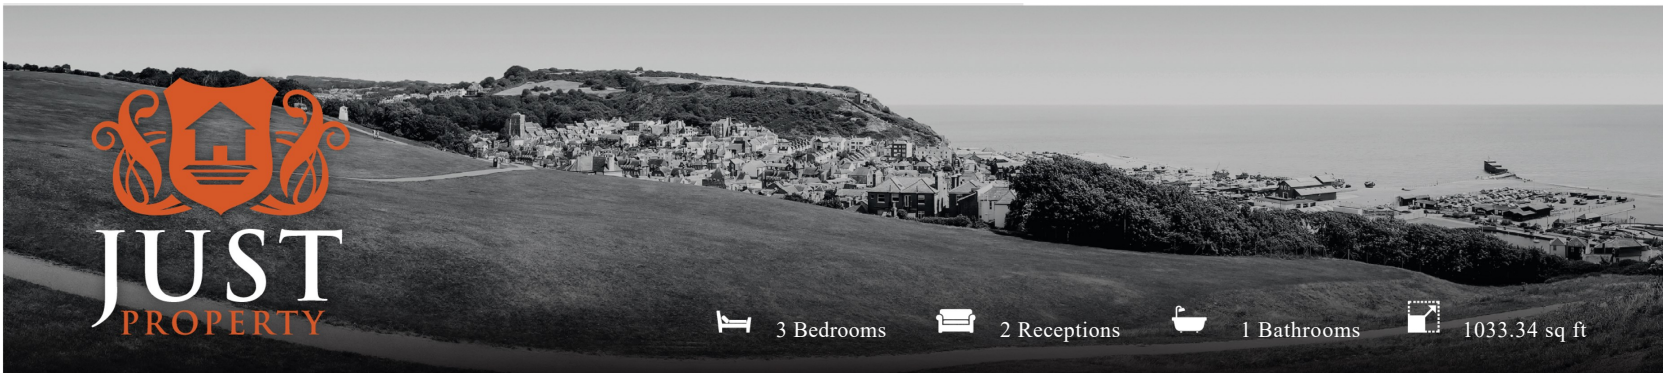 JUST
PROPERTY
3 Bedrooms 2 Receptions 1 Bathrooms 1033.34 sq ft